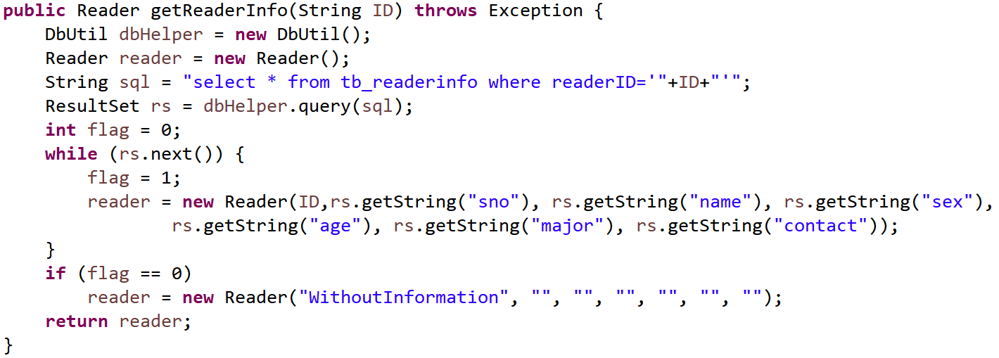 public Reader getReaderInfo(String ID) throws Exception {
    DbUtil dbHelper = new DbUtil();
    Reader reader = new Reader();
    String sql = "select * from tb_readerinfo where readerID='"+ID+"'";
    ResultSet rs = dbHelper.query(sql);
    int flag = 0;
    while (rs.next()) {
        flag = 1;
        reader = new Reader(ID,rs.getString("sno"), rs.getString("name"), rs.getString("sex"),
                rs.getString("age"), rs.getString("major"), rs.getString("contact"));
    }
    if (flag == 0)
        reader = new Reader("WithoutInformation", "", "", "", "", "", "");
    return reader;
}